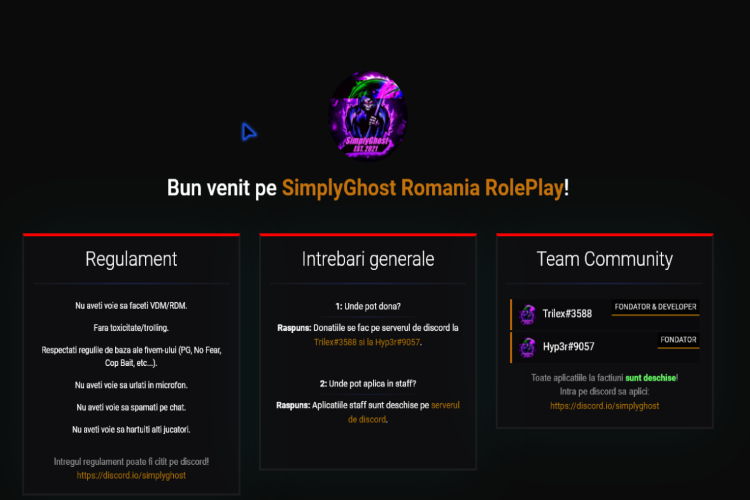 SimplyGhost
EST. 2021
Bun venit pe SimplyGhost Romania RolePlay!
Regulament
Nu aveti voie sa faceti VDM/RDM.
Fara toxicitate/trolling.
Respectati regulile de baza ale fivem-ului (PG, No Fear,
Cop Bait, etc...).
Nu aveti voie sa urlati in microfon.
Nu aveti voie sa spamati pe chat.
Nu aveti voie sa hartuiti alti jucatori.
Intregul regulament poate fi citit pe discord!
https://discord.io/simplyghost
Intrebari generale
1: Unde pot dona?
Raspuns: Donatiile se fac pe serverul de discord la
Trilex#3588 si la Hyp3r#9057.
2: Unde pot aplica in staff?
Raspuns: Aplicatiile staff sunt deschise pe serverul
de discord.
Team Community
Trilex#3588
FONDATOR & DEVELOPER
Hyp3r#9057
FONDATOR
Toate aplicatiile la factiuni sunt deschise!
Intra pe discord sa aplici:
https://discord.io/simplyghost